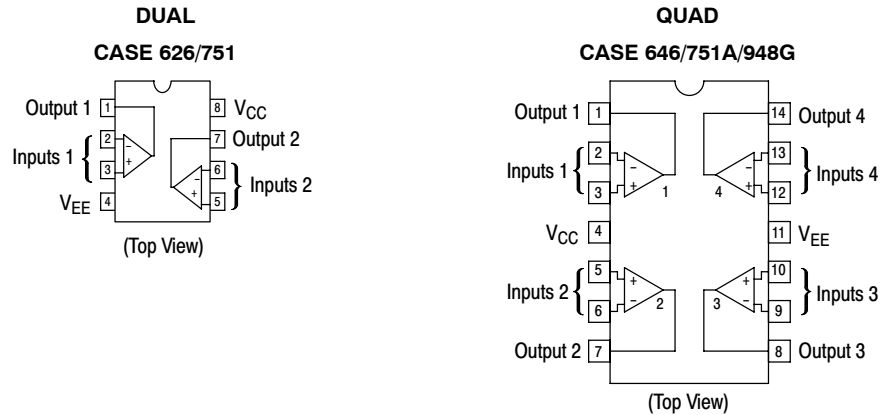 DUAL
CASE 626/751
Output 1 1 8 VCC
2 − 7 Output 2
Inputs 1 { + − 6
3 + } Inputs 2
VEE 4 5
(Top View)
QUAD
CASE 646/751A/948G
Output 1 1 14 Output 4
2 − − 13
Inputs 1 { } Inputs 4
3 + 1 4 + 12
VCC 4 11 VEE
5 + + 10
Inputs 2 { } Inputs 3
6 − 2 3 − 9
Output 2 7 8 Output 3
(Top View)